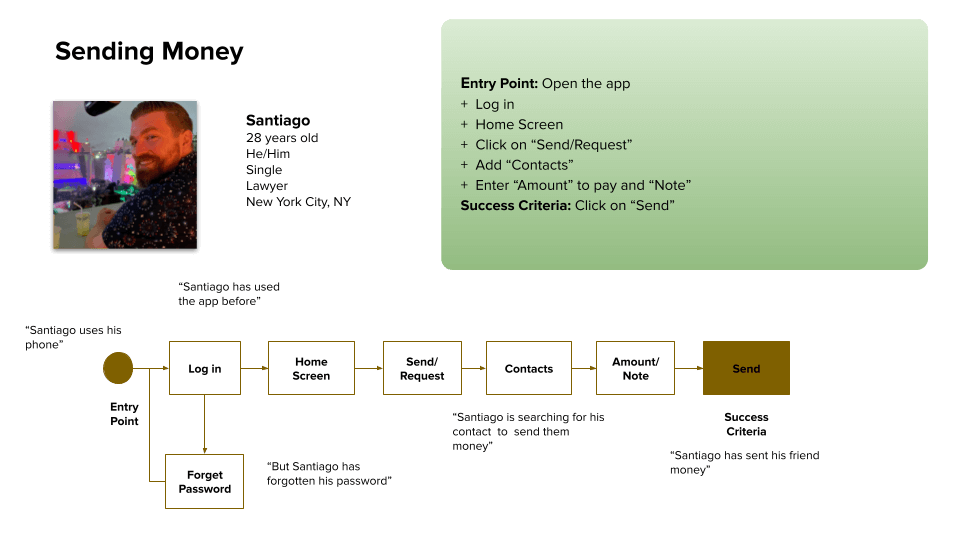 Sending Money
Santiago
28 years old
He/Him
Single
Lawyer
New York City, NY
Entry Point: Open the app
+ Log in
+ Home Screen
+ Click on “Send/Request”
+ Add “Contacts”
+ Enter “Amount” to pay and “Note”
Success Criteria: Click on “Send”
“Santiago has used
the app before”
“Santiago uses his
phone”
Log in
Home
Screen
Send/
Request
Contacts
Amount/
Note
Send
Entry
Point
“Santiago is searching for his
contact to send them
money”
Success
Criteria
“Santiago has sent his friend
money”
Forget
Password
“But Santiago has
forgotten his password”